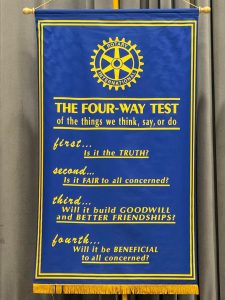 ROTARY
INTERNATIONAL
THE FOUR-WAY TEST
of the things we think, say, or do
first...
Is it the TRUTH?
second...
Is it FAIR to all concerned?
third...
Will it build GOODWILL
and BETTER FRIENDSHIPS?
fourth...
Will it be BENEFICIAL
to all concerned?